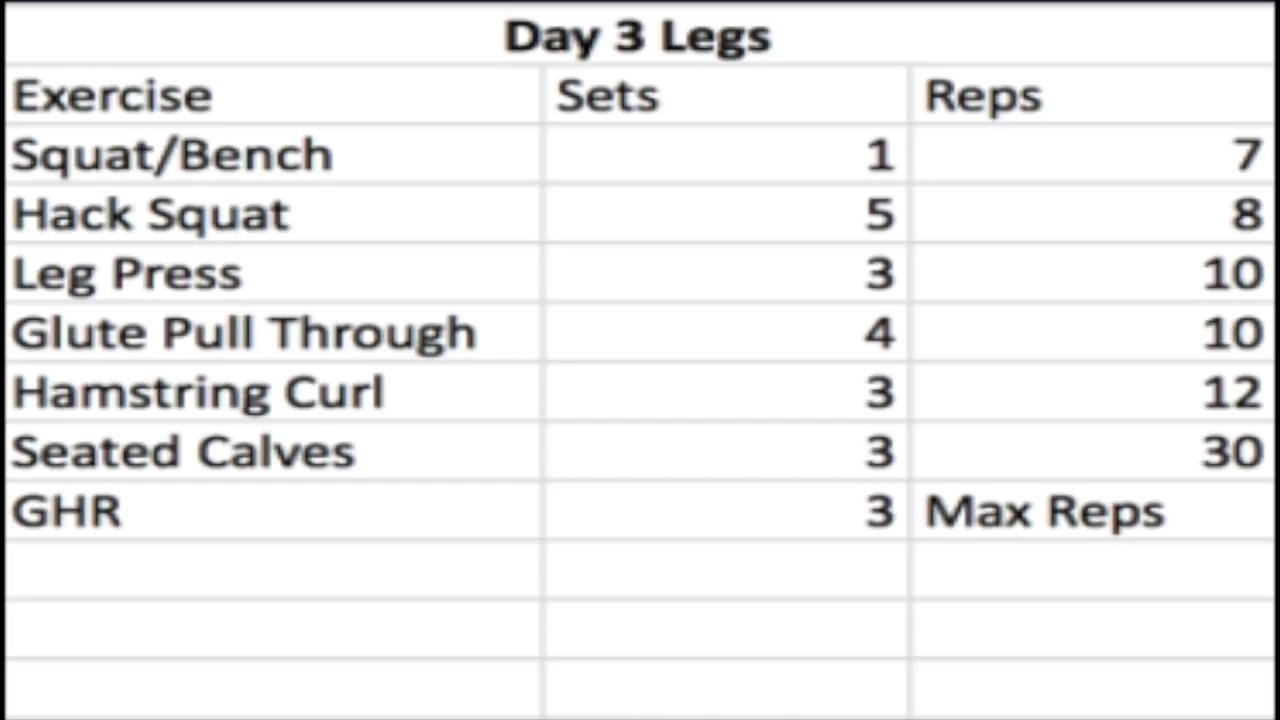 Day 3 Legs
Exercise Sets Reps
Squat/Bench 1 7
Hack Squat 5 8
Leg Press 3 10
Glute Pull Through 4 10
Hamstring Curl 3 12
Seated Calves 3 30
GHR 3 Max Reps